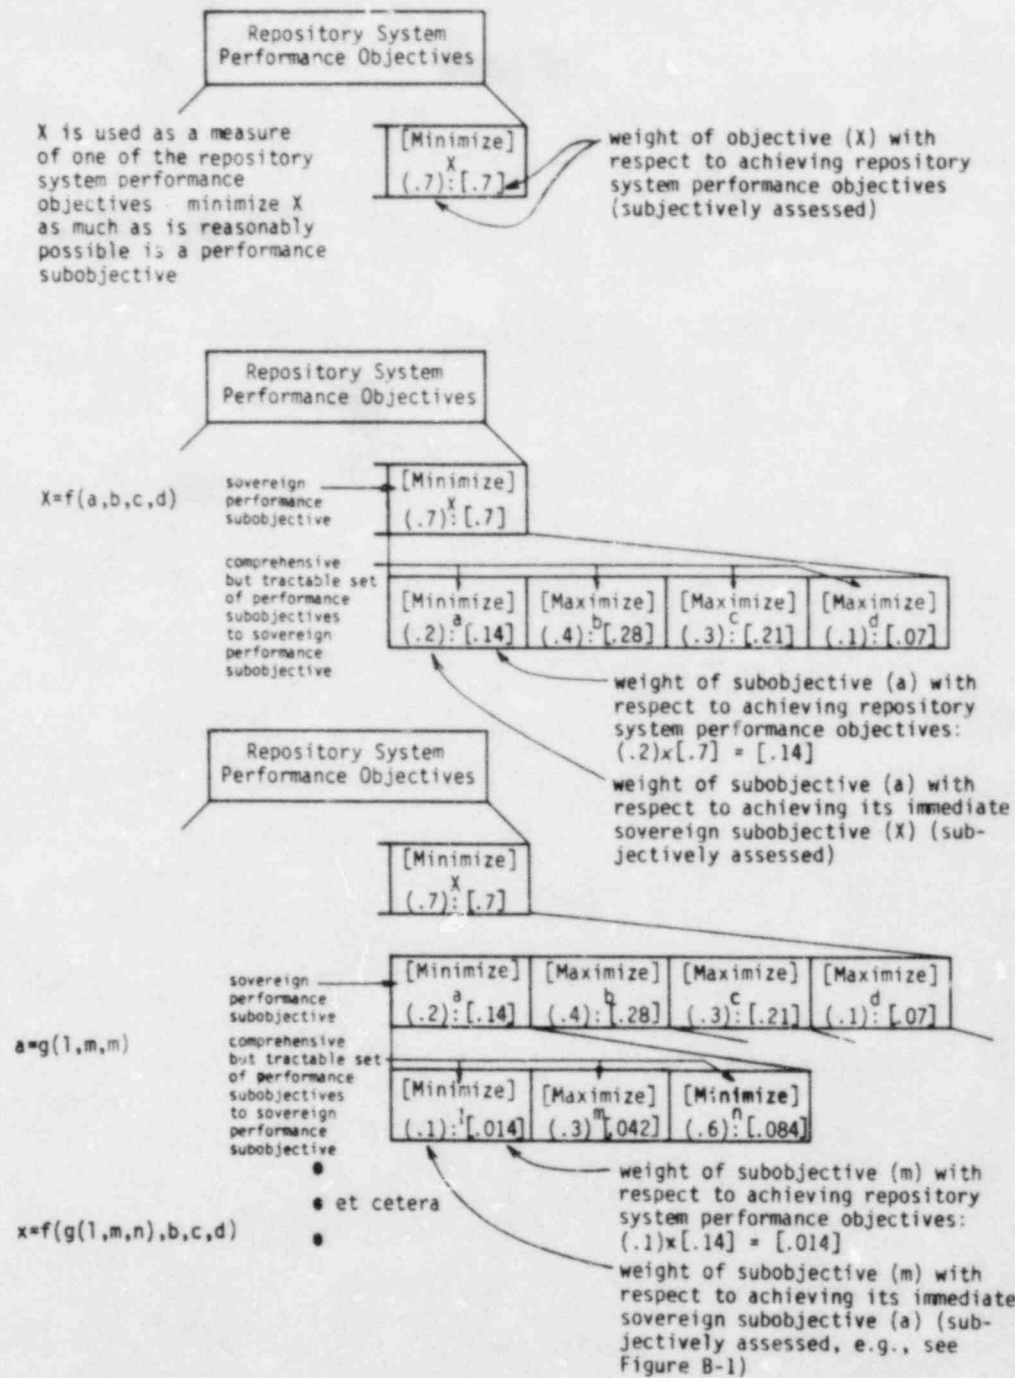 Repository System
Performance Objectives
X is used as a measure
of one of the repository
system performance
objectives minimize X
as much as is reasonably
possible is a performance
subobjective
[Minimize]
X
(.7):[.7]
weight of objective (X) with
respect to achieving repository
system performance objectives
(subjectively assessed)
Repository System
Performance Objectives
X=f(a,b,c,d)
sovereign
performance
subobjective
[Minimize]
X
(.7):[.7]
comprehensive
but tractable set
of performance
subobjectives
to sovereign
performance
subobjective
[Minimize] [Maximize] [Maximize] [Maximize]
a b c d
(.2):[.14] (.4):[.28] (.3):[.21] (.1):[.07]
weight of subobjective (a) with
respect to achieving repository
system performance objectives:
(.2)x[.7] = [.14]
weight of subobjective (a) with
respect to achieving its immediate
sovereign subobjective (X) (sub-
jectively assessed)
Repository System
Performance Objectives
[Minimize]
X
(.7):[.7]
sovereign
performance
subobjective
[Minimize] [Maximize] [Maximize] [Maximize]
a b c d
(.2):[.14] (.4):[.28] (.3):[.21] (.1):[.07]
a=g(l,m,m)
comprehensive
but tractable set
of performance
subobjectives
to sovereign
performance
subobjective
[Minimize] [Maximize] [Minimize]
l m n
(.1):[.014] (.3) [.042] (.6):[.084]
• 
• et cetera
•
x=f(g(l,m,n),b,c,d)
weight of subobjective (m) with
respect to achieving repository
system performance objectives:
(.1)x[.14] = [.014]
weight of subobjective (m) with
respect to achieving its immediate
sovereign subobjective (a) (sub-
jectively assessed, e.g., see
Figure B-1)